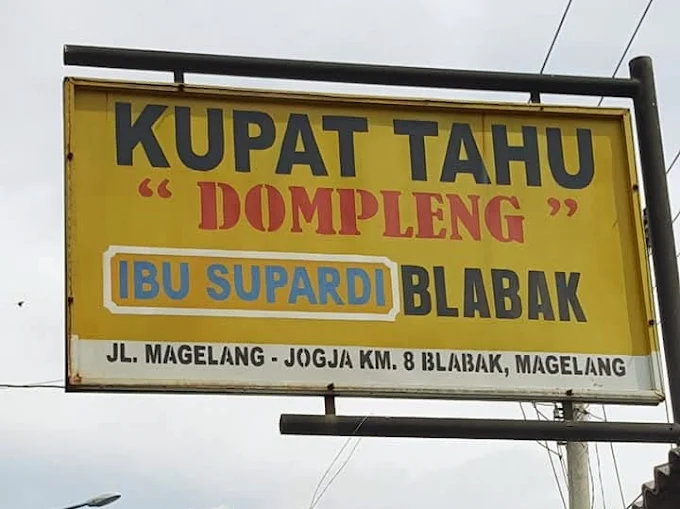 KUPAT TAHU
“ DOMPLENG ”
IBU SUPARDI BLABAK
JL. MAGELANG - JOGJA KM. 8 BLABAK, MAGELANG